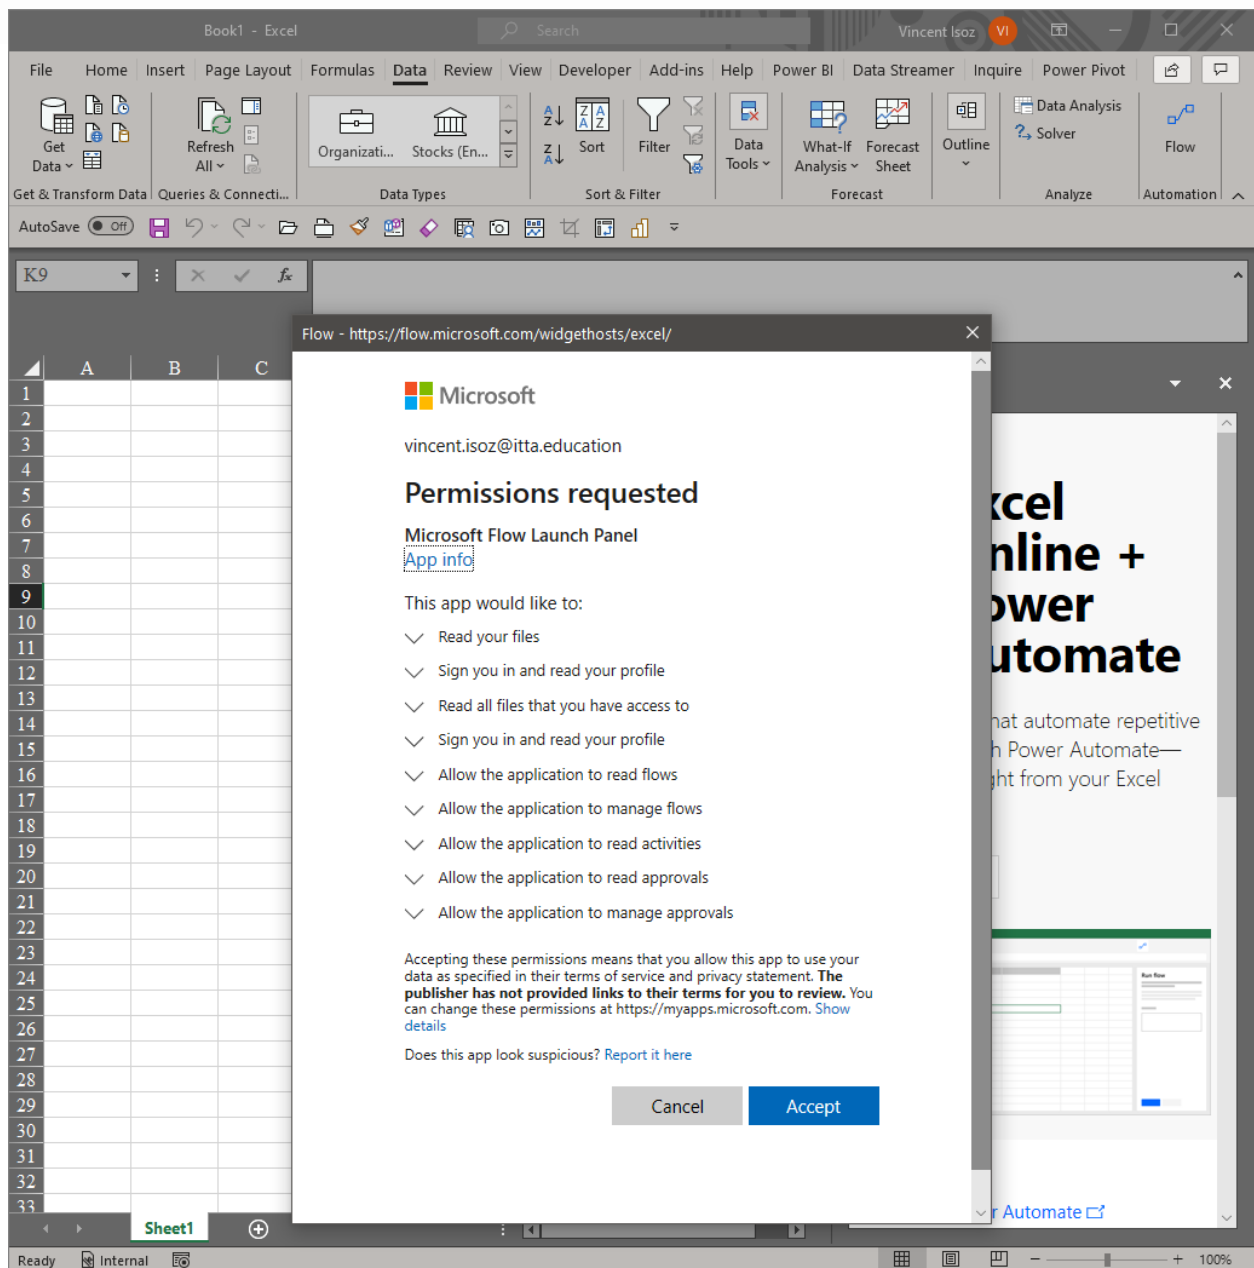 Book1 - Excel
Search
Vincent Isoz
VI
File Home Insert Page Layout Formulas Data Review View Developer Add-ins Help Power BI Data Streamer Inquire Power Pivot
Get Data
Refresh All
Organizati...
Stocks (En...
Sort
Filter
Data Tools
What-If Analysis
Forecast Sheet
Outline
Data Analysis
Solver
Flow
Get & Transform Data
Queries & Connecti...
Data Types
Sort & Filter
Forecast
Analyze
Automation
AutoSave Off
K9
fx
Flow - https://flow.microsoft.com/widgethosts/excel/
A B C
1
2
3
4
5
6
7
8
9
10
11
12
13
14
15
16
17
18
19
20
21
22
23
24
25
26
27
28
29
30
31
32
33
Microsoft
vincent.isoz@itta.education
Permissions requested
Microsoft Flow Launch Panel
App info
This app would like to:
Read your files
Sign you in and read your profile
Read all files that you have access to
Sign you in and read your profile
Allow the application to read flows
Allow the application to manage flows
Allow the application to read activities
Allow the application to read approvals
Allow the application to manage approvals
Accepting these permissions means that you allow this app to use your
data as specified in their terms of service and privacy statement. The
publisher has not provided links to their terms for you to review. You
can change these permissions at https://myapps.microsoft.com. Show
details
Does this app look suspicious? Report it here
Cancel
Accept
xcel
nline +
ower
utomate
hat automate repetitive
h Power Automate—
ght from your Excel
Run flow
r Automate
Sheet1
Ready
Internal
100%